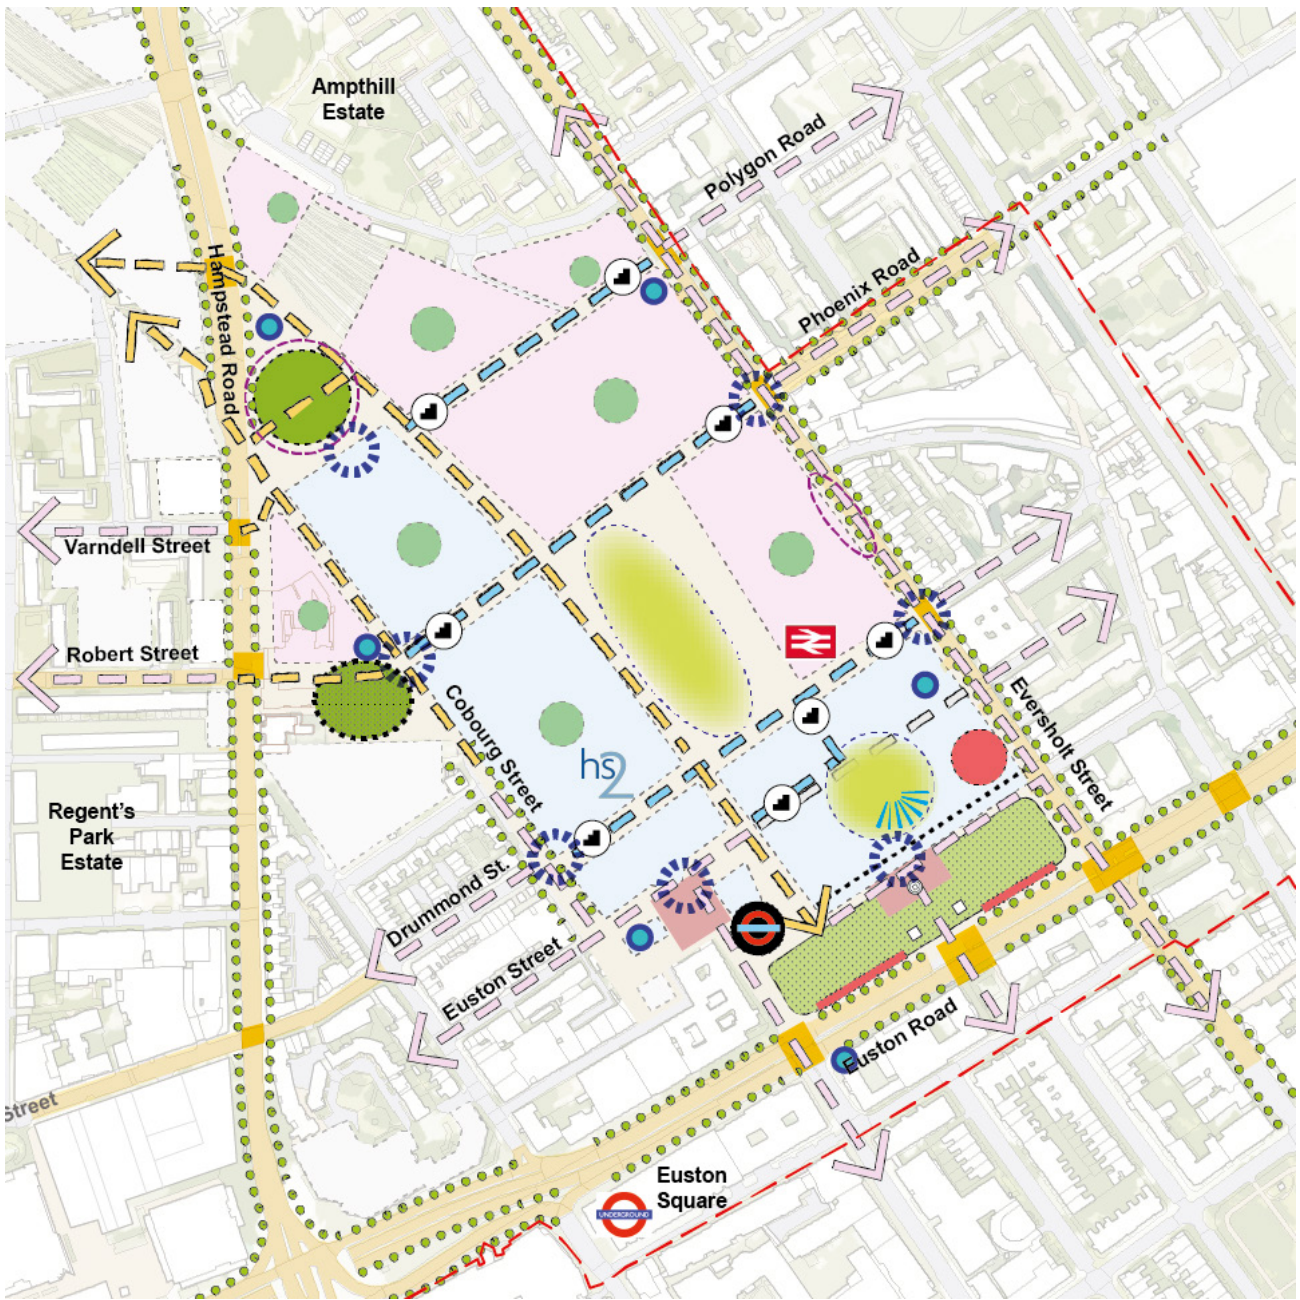 Ampthill
Estate
Polygon Road
Phoenix Road
Hampstead Road
Varndell Street
Robert Street
Cobourg Street
hs2
Eversholt Street
Regent's
Park
Estate
Drummond St.
Euston Street
Euston Road
Street
Euston
Square
UNDERGROUND